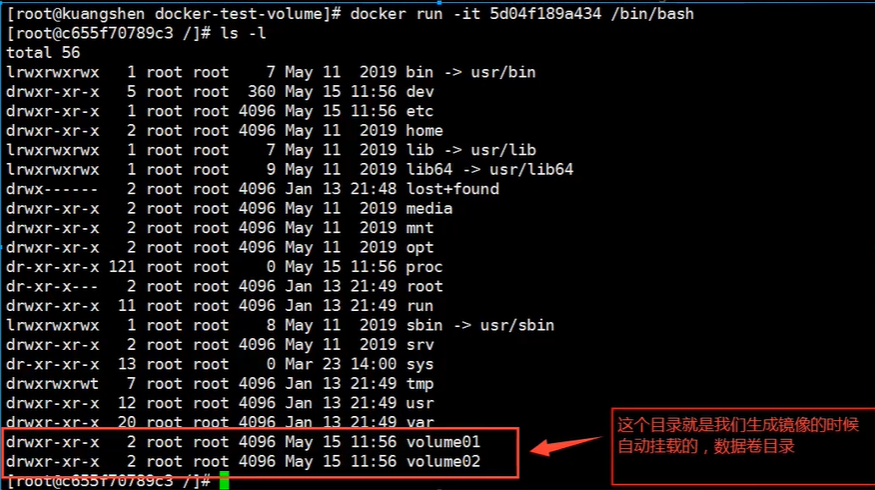 [root@kuangshen docker-test-volume]# docker run -it 5d04f189a434 /bin/bash
[root@c655f70789c3 /]# ls -l
total 56
lrwxrwxrwx   1 root root    7 May 11  2019 bin -> usr/bin
drwxr-xr-x   5 root root  360 May 15 11:56 dev
drwxr-xr-x   1 root root 4096 May 15 11:56 etc
drwxr-xr-x   2 root root 4096 May 11  2019 home
lrwxrwxrwx   1 root root    7 May 11  2019 lib -> usr/lib
lrwxrwxrwx   1 root root    9 May 11  2019 lib64 -> usr/lib64
drwx------   2 root root 4096 Jan 13 21:48 lost+found
drwxr-xr-x   2 root root 4096 May 11  2019 media
drwxr-xr-x   2 root root 4096 May 11  2019 mnt
drwxr-xr-x   2 root root 4096 May 11  2019 opt
dr-xr-xr-x 121 root root    0 May 15 11:56 proc
dr-xr-x---   2 root root 4096 Jan 13 21:49 root
drwxr-xr-x  11 root root 4096 Jan 13 21:49 run
lrwxrwxrwx   1 root root    8 May 11  2019 sbin -> usr/sbin
drwxr-xr-x   2 root root 4096 May 11  2019 srv
dr-xr-xr-x  13 root root    0 Mar 23 14:00 sys
drwxrwxrwt   7 root root 4096 Jan 13 21:49 tmp
drwxr-xr-x  12 root root 4096 Jan 13 21:49 usr
drwxr-xr-x  20 root root 4096 Jan 13 21:49 var
drwxr-xr-x   2 root root 4096 May 15 11:56 volume01
drwxr-xr-x   2 root root 4096 May 15 11:56 volume02
[root@c655f70789c3 /]#
这个目录就是我们生成镜像的时候
自动挂载的，数据卷目录